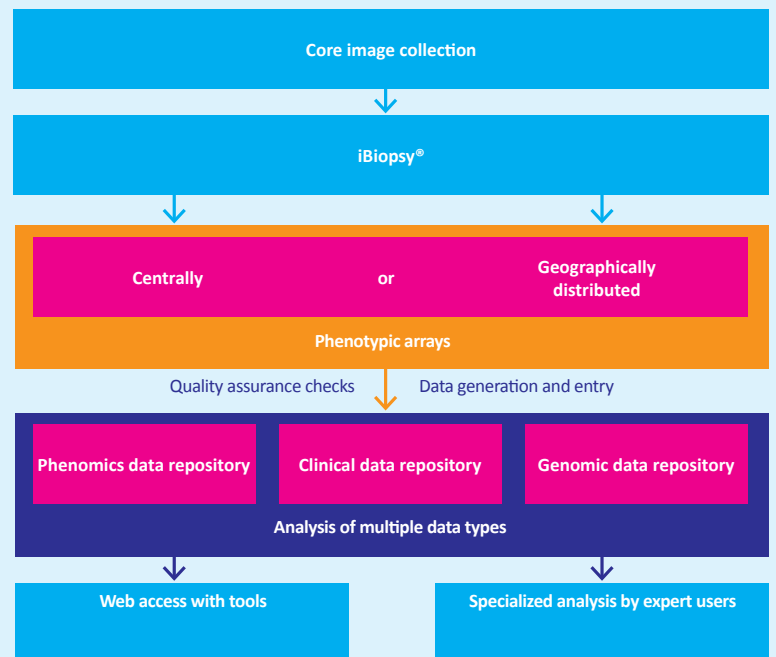 Core image collection
iBiopsy®
Centrally
or
Geographically
distributed
Phenotypic arrays
Quality assurance checks
Data generation and entry
Phenomics data repository
Clinical data repository
Genomic data repository
Analysis of multiple data types
Web access with tools
Specialized analysis by expert users